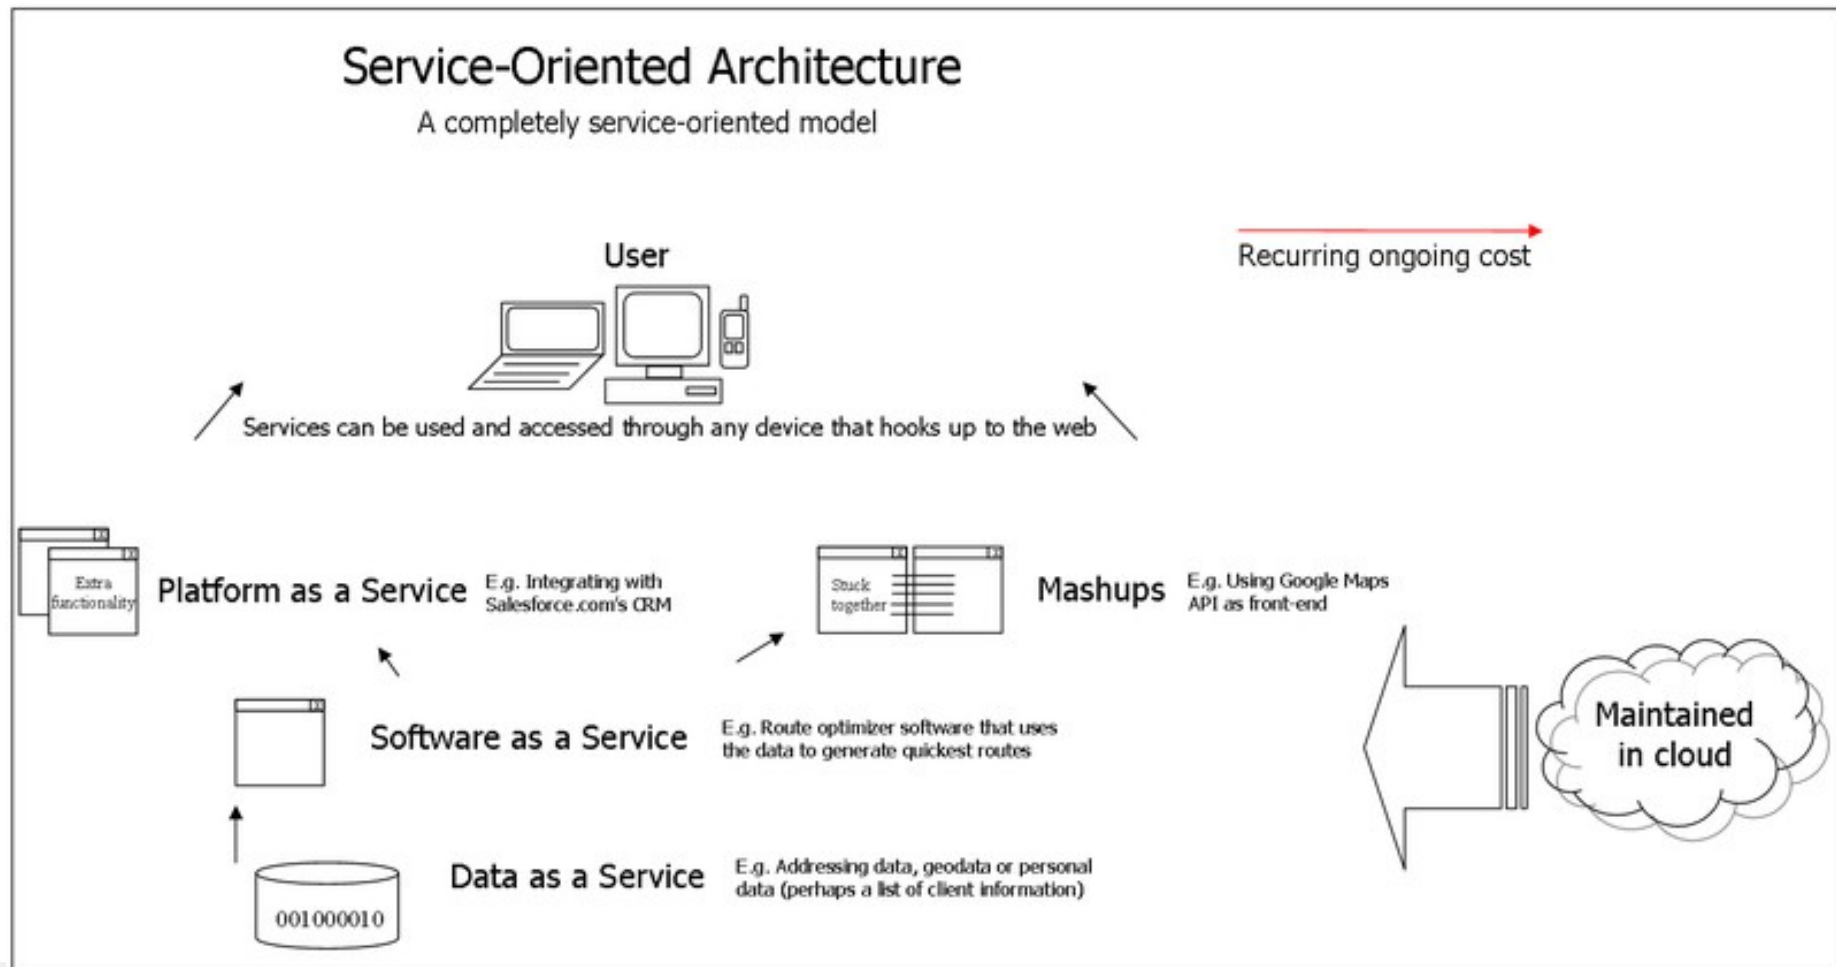 Service-Oriented Architecture
A completely service-oriented model
User
Recurring ongoing cost
Services can be used and accessed through any device that hooks up to the web
Extra
functionality
Platform as a Service
E.g. Integrating with
Salesforce.com's CRM
Stuck
together
Mashups
E.g. Using Google Maps
API as front-end
Software as a Service
E.g. Route optimizer software that uses
the data to generate quickest routes
Maintained
in cloud
001000010
Data as a Service
E.g. Addressing data, geodata or personal
data (perhaps a list of client information)